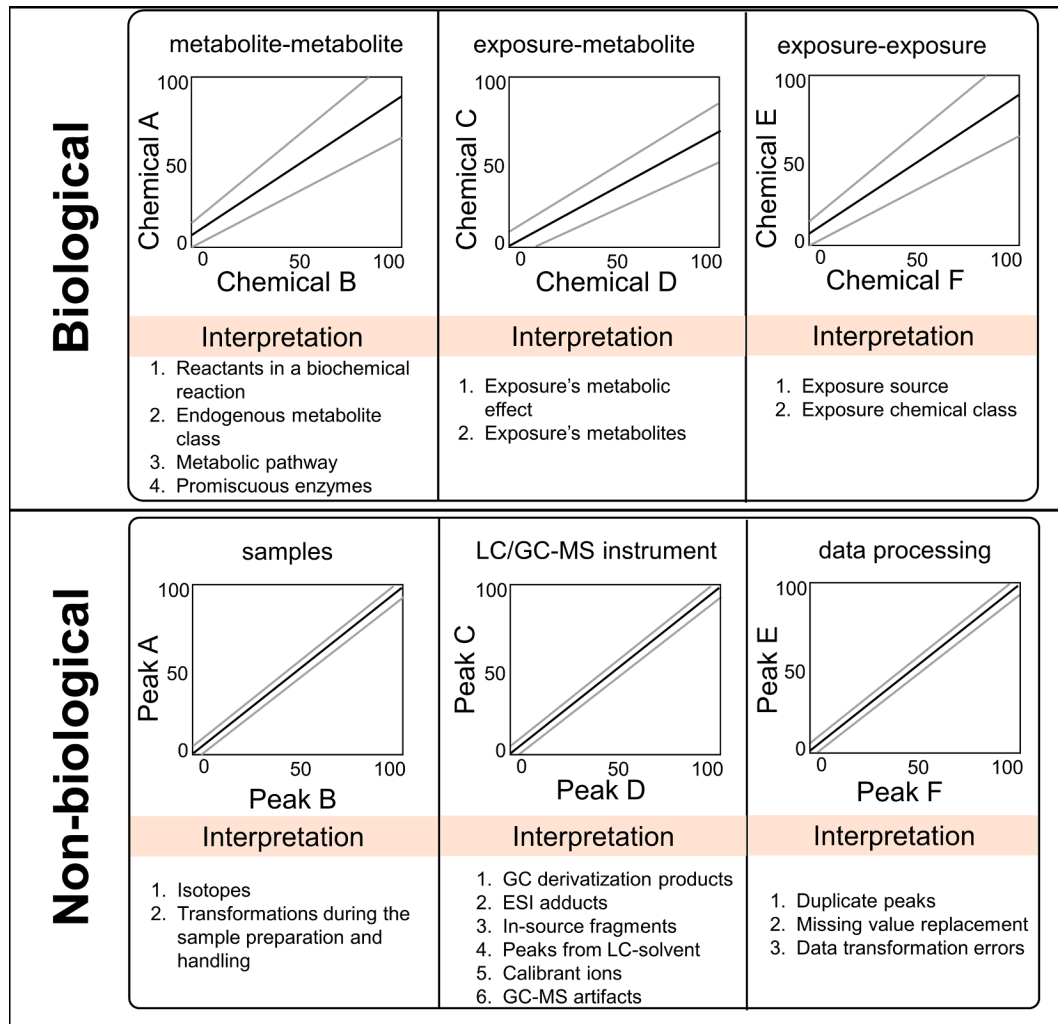 Biological
metabolite-metabolite
100
50
0
Chemical A
0 50 100
Chemical B
Interpretation
1. Reactants in a biochemical
reaction
2. Endogenous metabolite
class
3. Metabolic pathway
4. Promiscuous enzymes
exposure-metabolite
100
50
0
Chemical C
0 50 100
Chemical D
Interpretation
1. Exposure's metabolic
effect
2. Exposure's metabolites
exposure-exposure
100
50
0
Chemical E
0 50 100
Chemical F
Interpretation
1. Exposure source
2. Exposure chemical class
Non-biological
samples
100
50
0
Peak A
0 50 100
Peak B
Interpretation
1. Isotopes
2. Transformations during the
sample preparation and
handling
LC/GC-MS instrument
100
50
0
Peak C
0 50 100
Peak D
Interpretation
1. GC derivatization products
2. ESI adducts
3. In-source fragments
4. Peaks from LC-solvent
5. Calibrant ions
6. GC-MS artifacts
data processing
100
50
0
Peak E
0 50 100
Peak F
Interpretation
1. Duplicate peaks
2. Missing value replacement
3. Data transformation errors